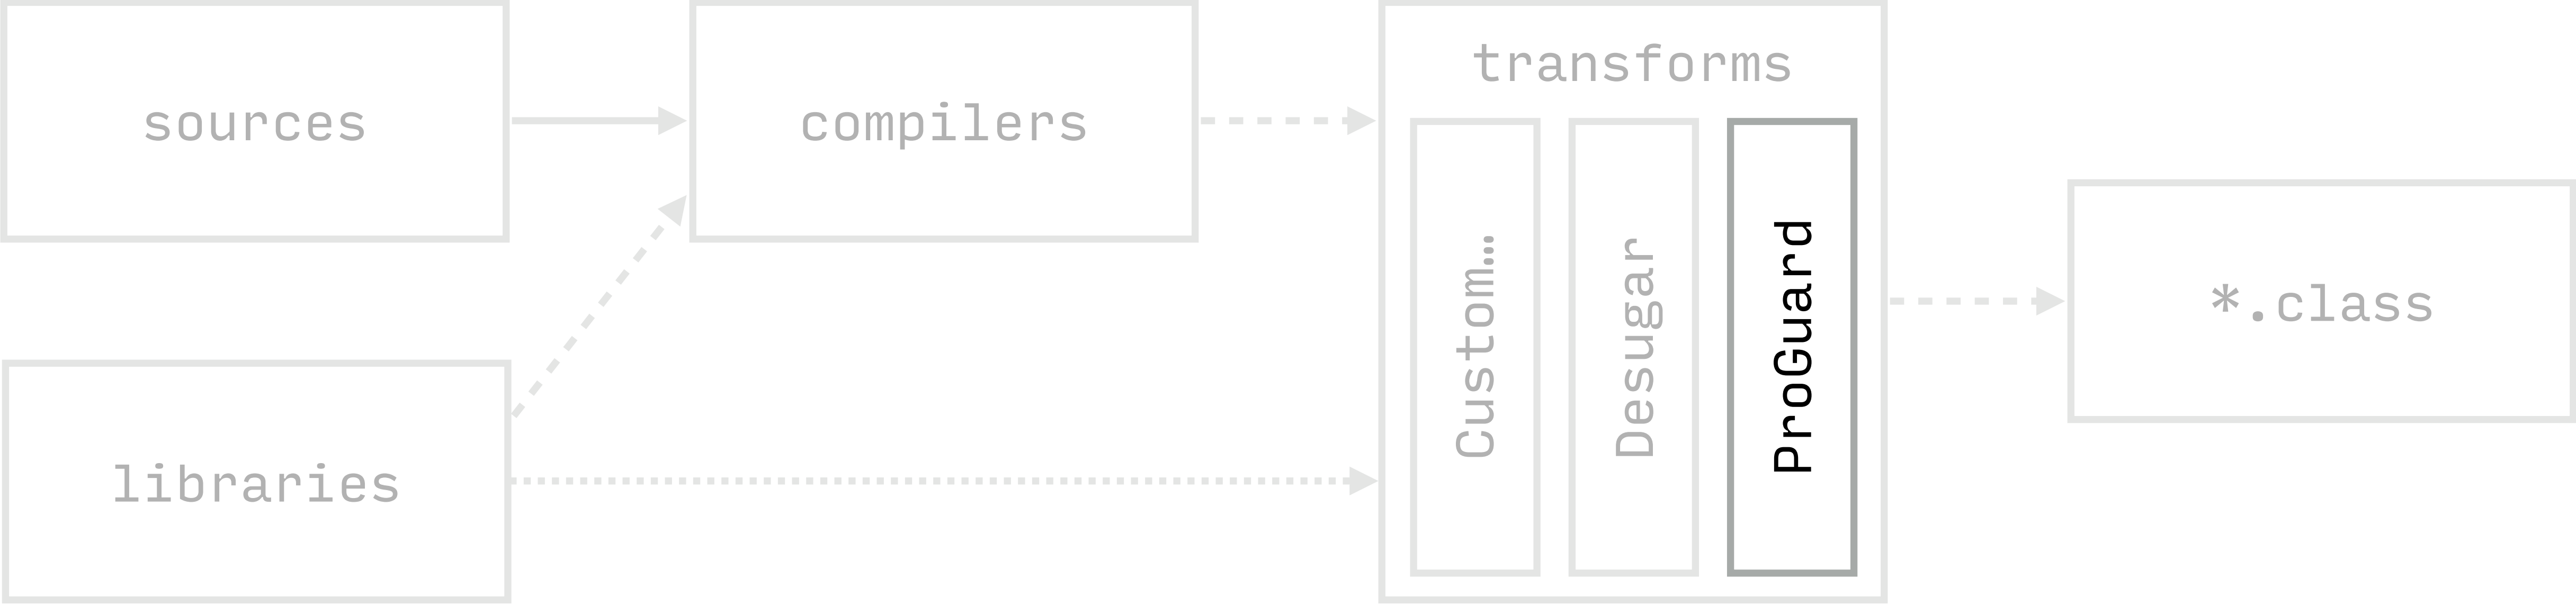 sources
compilers
transforms
Custom…
Desugar
ProGuard
*.class
libraries